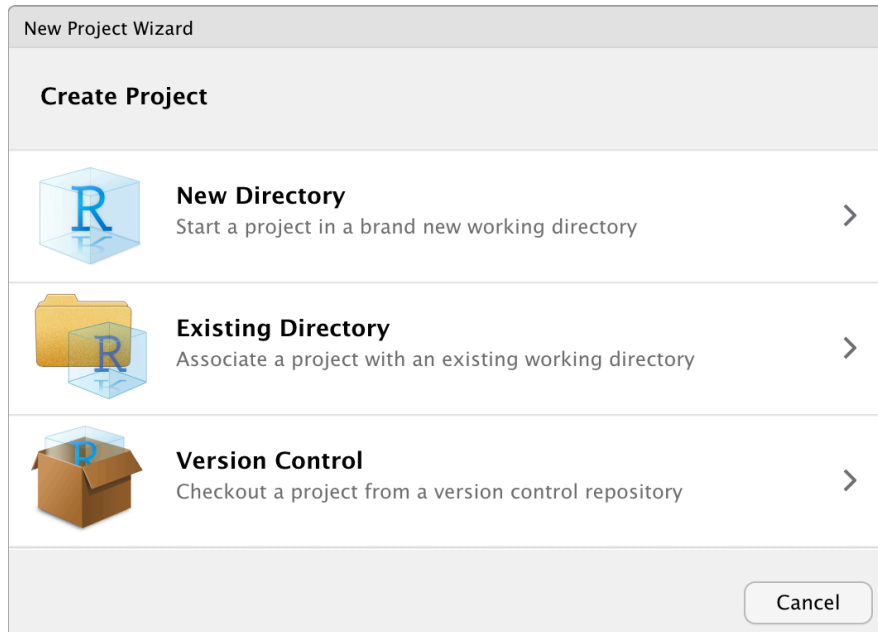 New Project Wizard
Create Project
R
New Directory
Start a project in a brand new working directory
R
Existing Directory
Associate a project with an existing working directory
R
Version Control
Checkout a project from a version control repository
Cancel